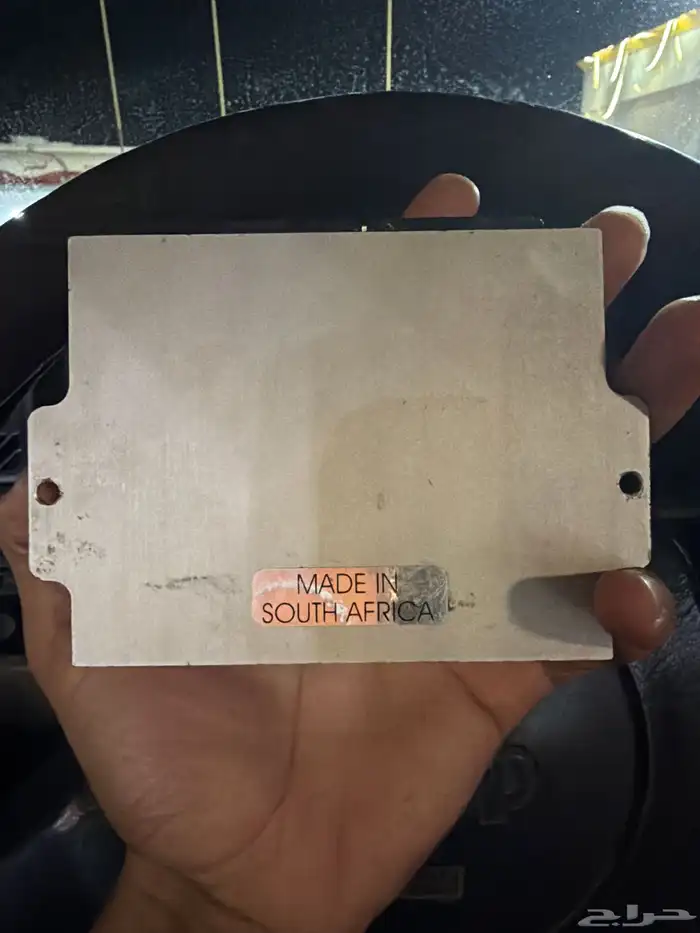 MADE IN
SOUTH AFRICA
حراج